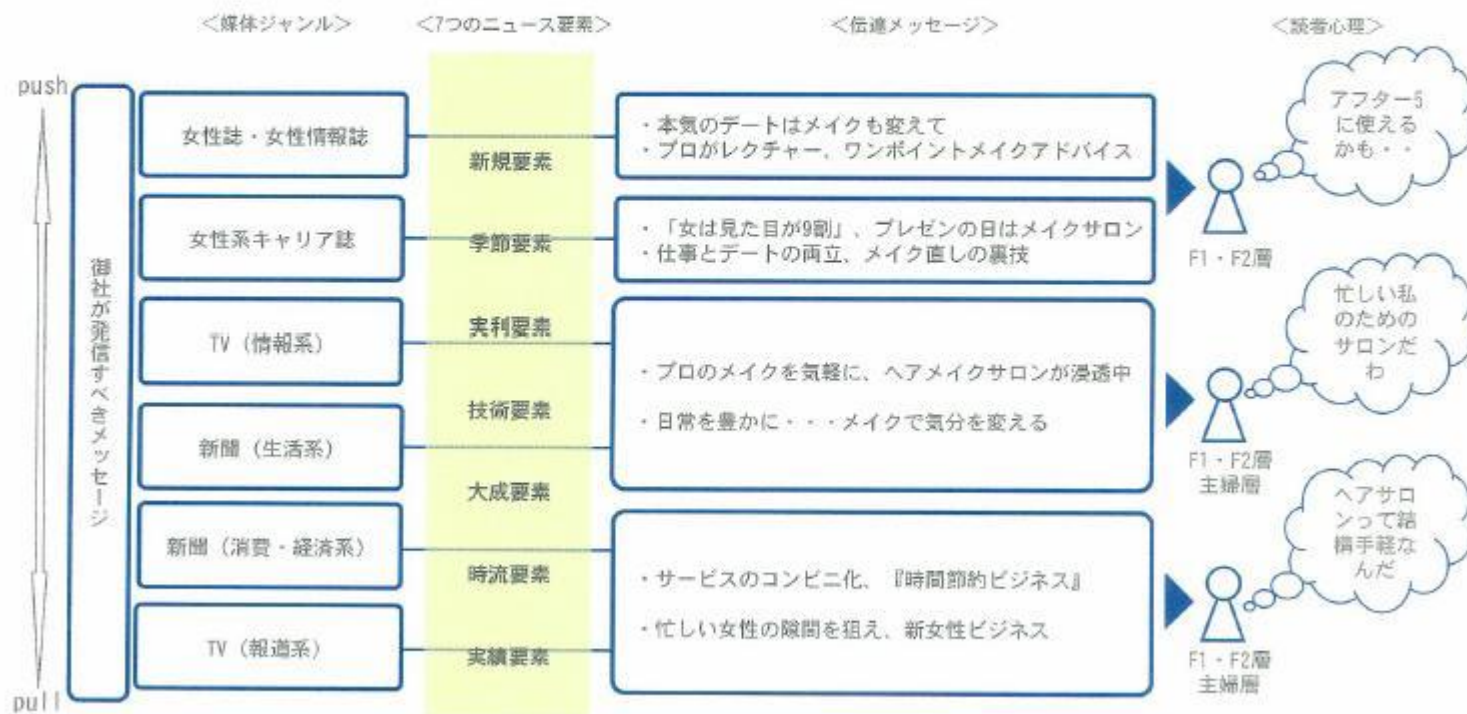 ＜媒体ジャンル＞
＜7つのニュース要素＞
＜伝達メッセージ＞
＜読者心理＞
push
pull
御社が発信すべきメッセージ
女性誌・女性情報誌
女性系キャリア誌
TV（情報系）
新聞（生活系）
新聞（消費・経済系）
TV（報道系）
新規要素
季節要素
実利要素
技術要素
大成要素
時流要素
実績要素
・本気のデートはメイクも変えて
・プロがレクチャー、ワンポイントメイクアドバイス
・「女は見た目が9割」、プレゼンの日はメイクサロン
・仕事とデートの両立、メイク直しの裏技
・プロのメイクを気軽に、ヘアメイクサロンが浸透中
・日常を豊かに・・・メイクで気分を変える
・サービスのコンビニ化、『時間節約ビジネス』
・忙しい女性の隙間を狙え、新女性ビジネス
アフター5
に使える
かも・・
F1・F2層
忙しい私
のための
サロンだ
わ
F1・F2層
主婦層
ヘアサロ
ンって結
構手軽な
んだ
F1・F2層
主婦層